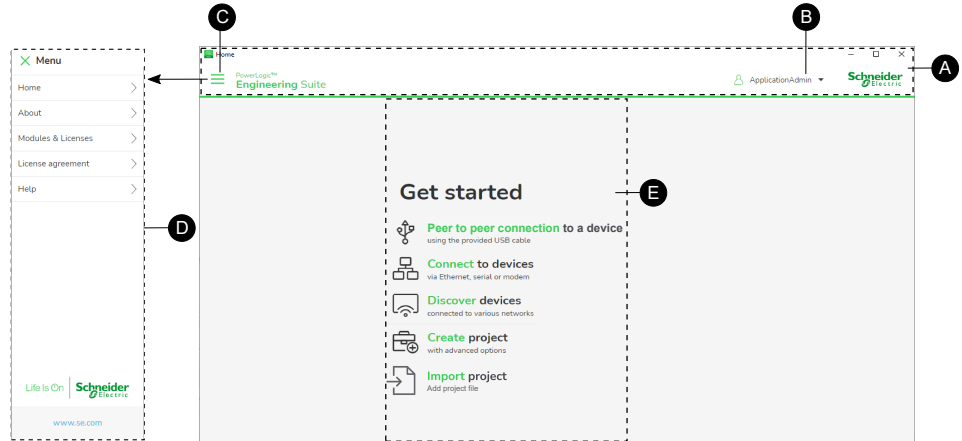 C
B
Menu
Home
PowerLogic™
Engineering Suite
ApplicationAdmin
Schneider
Electric
A
Home
About
Modules & Licenses
License agreement
Help
D
Get started
E
Peer to peer connection to a device
using the provided USB cable
Connect to devices
via Ethernet, serial or modem
Discover devices
connected to various networks
Create project
with advanced options
Import project
Add project file
Life Is On
Schneider
Electric
www.se.com